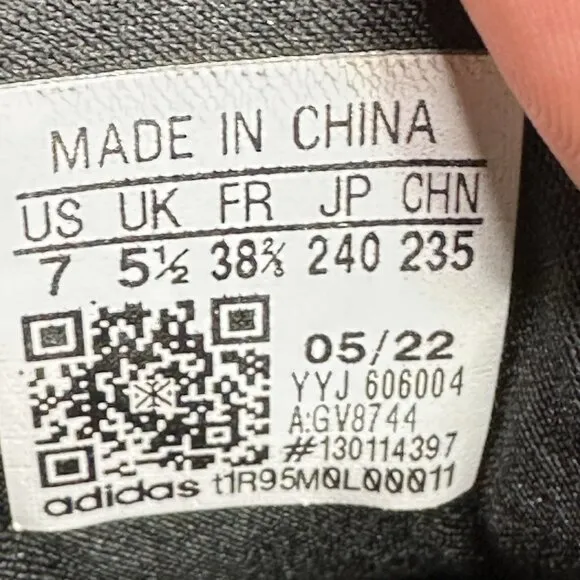 MADE IN CHINA
US UK FR JP CHN
7 5½ 38⅔ 240 235
05/22
YYJ 606004
A:GV8744
#130114397
adidas t1R95MQLQ0Q11